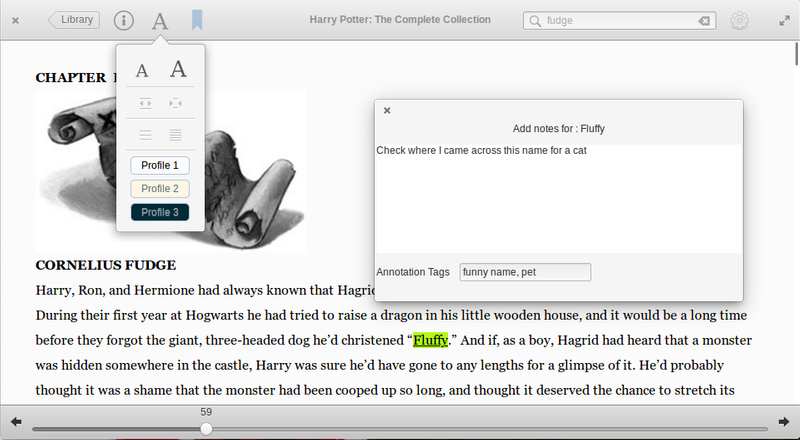 Library
A
Harry Potter: The Complete Collection
fudge
A A
Profile 1
Profile 2
Profile 3
Add notes for : Fluffy
Check where I came across this name for a cat
Annotation Tags funny name, pet
CHAPTER
CORNELIUS FUDGE
Harry, Ron, and Hermione had always known that
During their first year at Hogwarts he had tried to raise a dragon in his little wooden house, and it would be a long time
before they forgot the giant, three-headed dog he’d christened “Fluffy.” And if, as a boy, Hagrid had heard that a monster
was hidden somewhere in the castle, Harry was sure he’d have gone to any lengths for a glimpse of it. He’d probably
thought it was a shame that the monster had been cooped up so long, and thought it deserved the chance to stretch its
59